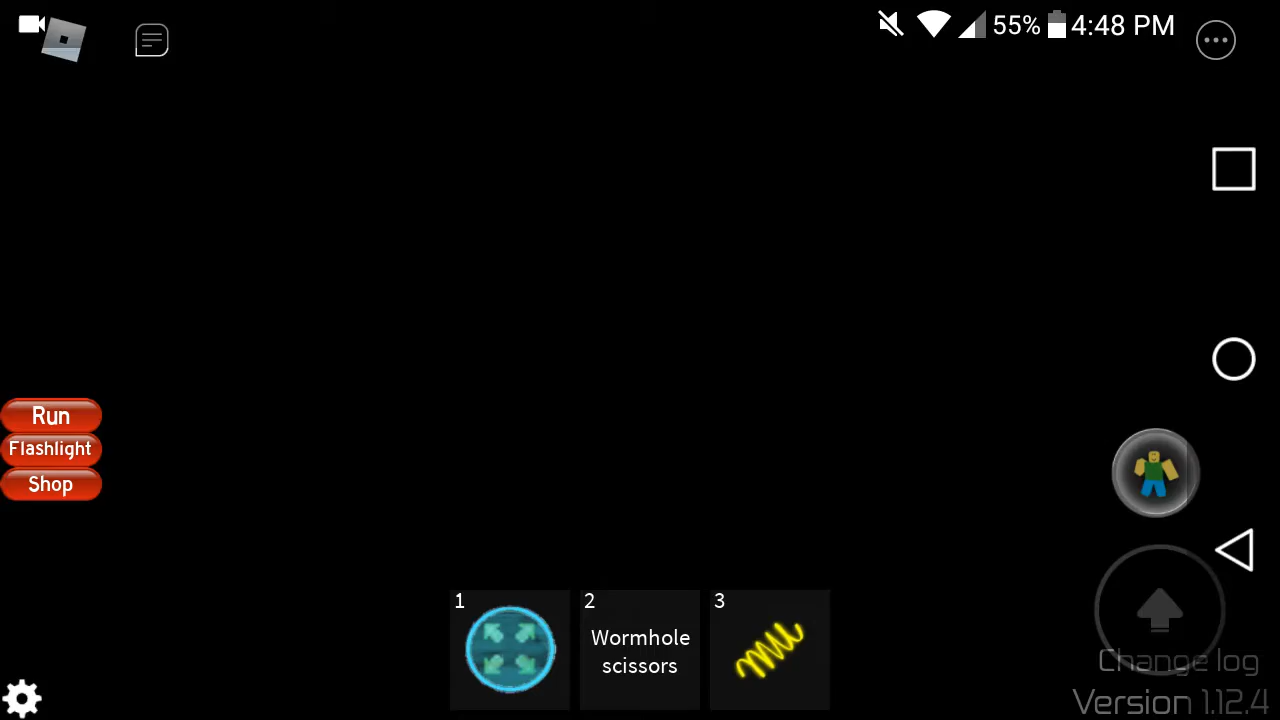 55% 4:48 PM
Run
Flashlight
Shop
1
2
3
Wormhole
scissors
Change log
Version 1.12.4